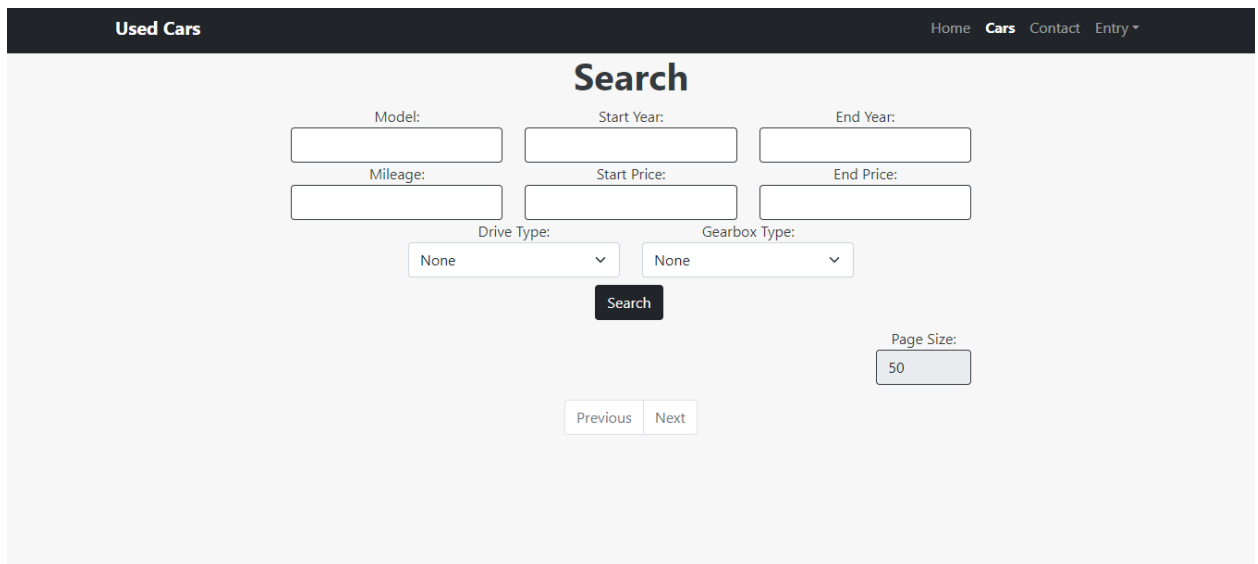 Used Cars Home Cars Contact Entry
Search
Model: Start Year: End Year:
Mileage: Start Price: End Price:
Drive Type: Gearbox Type:
None None
Search
Page Size:
50
Previous Next